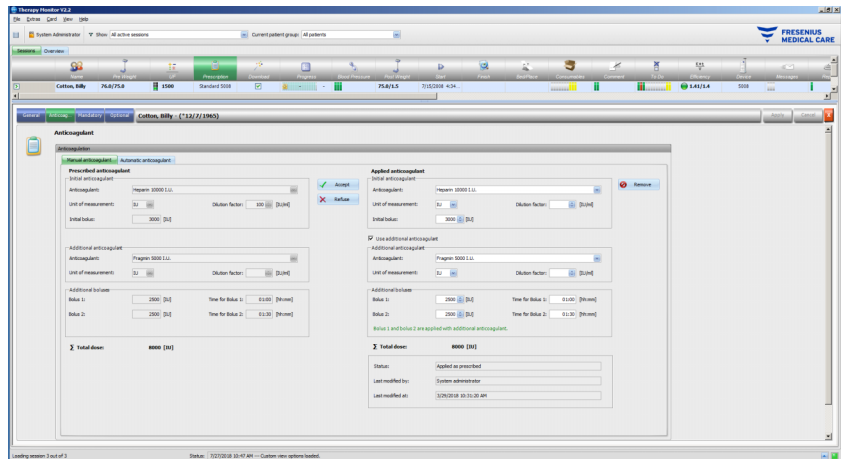 Therapy Monitor V2.2
File Extras Card View Help
System Administrator Show All active sessions Current patient group: All patients
FRESENIUS
MEDICAL CARE
Sessions Overview
Name Pre Weight UF Prescription Download Progress Blood Pressure Post Weight Start Finish Bed/Place Consumables Comment To Do Efficiency Device Messages
Cotton, Billy 76.0/75.0 1500 Standard 5008 - - 75.0/1.5 7/15/2008 4:34... 1.41/1.4 5008
General Anticoag. Mandatory Optional Cotton, Billy - (*12/7/1965) Apply Cancel
Anticoagulant
Anticoagulation
Manual anticoagulant Automatic anticoagulant
Prescribed anticoagulant Applied anticoagulant
Initial anticoagulant Initial anticoagulant
Anticoagulant: Heparin 10000 I.U. Accept Anticoagulant: Heparin 10000 I.U. Remove
Unit of measurement: IU Dilution factor: 100 [IU/ml] Refuse Unit of measurement: IU Dilution factor: [IU/ml]
Initial bolus: 3000 [IU] Initial bolus: 3000 [IU]
Use additional anticoagulant
Additional anticoagulant Additional anticoagulant
Anticoagulant: Fragmin 5000 I.U. Anticoagulant: Fragmin 5000 I.U.
Unit of measurement: IU Dilution factor: [IU/ml] Unit of measurement: IU Dilution factor: [IU/ml]
Additional boluses Additional boluses
Bolus 1: 2500 [IU] Time for Bolus 1: 01:00 [hh:mm] Bolus 1: 2500 [IU] Time for Bolus 1: 01:00 [hh:mm]
Bolus 2: 2500 [IU] Time for Bolus 2: 01:30 [hh:mm] Bolus 2: 2500 [IU] Time for Bolus 2: 01:30 [hh:mm]
Bolus 1 and bolus 2 are applied with additional anticoagulant.
Σ Total dose: 8000 [IU] Σ Total dose: 8000 [IU]
Status: Applied as prescribed
Last modified by: System administrator
Last modified at: 3/29/2018 10:31:20 AM
Loading session 3 out of 3 Status: 7/27/2018 10:47 AM --- Custom view options loaded.